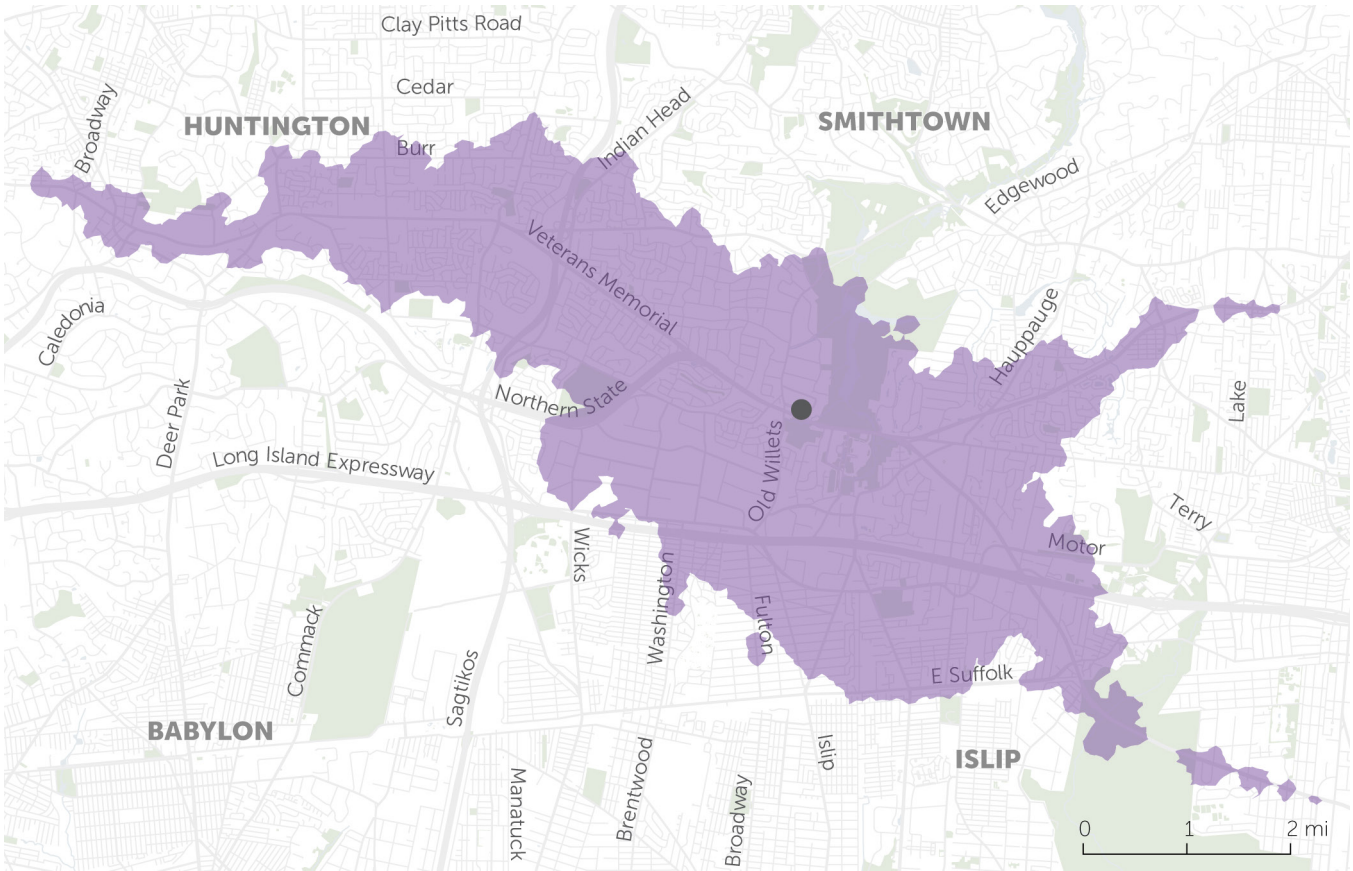 Clay Pitts Road
Cedar
Broadway
HUNTINGTON
Burr
Indian Head
SMITHTOWN
Edgewood
Veterans Memorial
Caledonia
Hauppauge
Deer Park
Northern State
Lake
Long Island Expressway
Old Willets
Terry
Motor
Wicks
Washington
Fulton
Commack
Sagtikos
E Suffolk
BABYLON
ISLIP
Islip
Manatuck
Brentwood
Broadway
0 1 2 mi